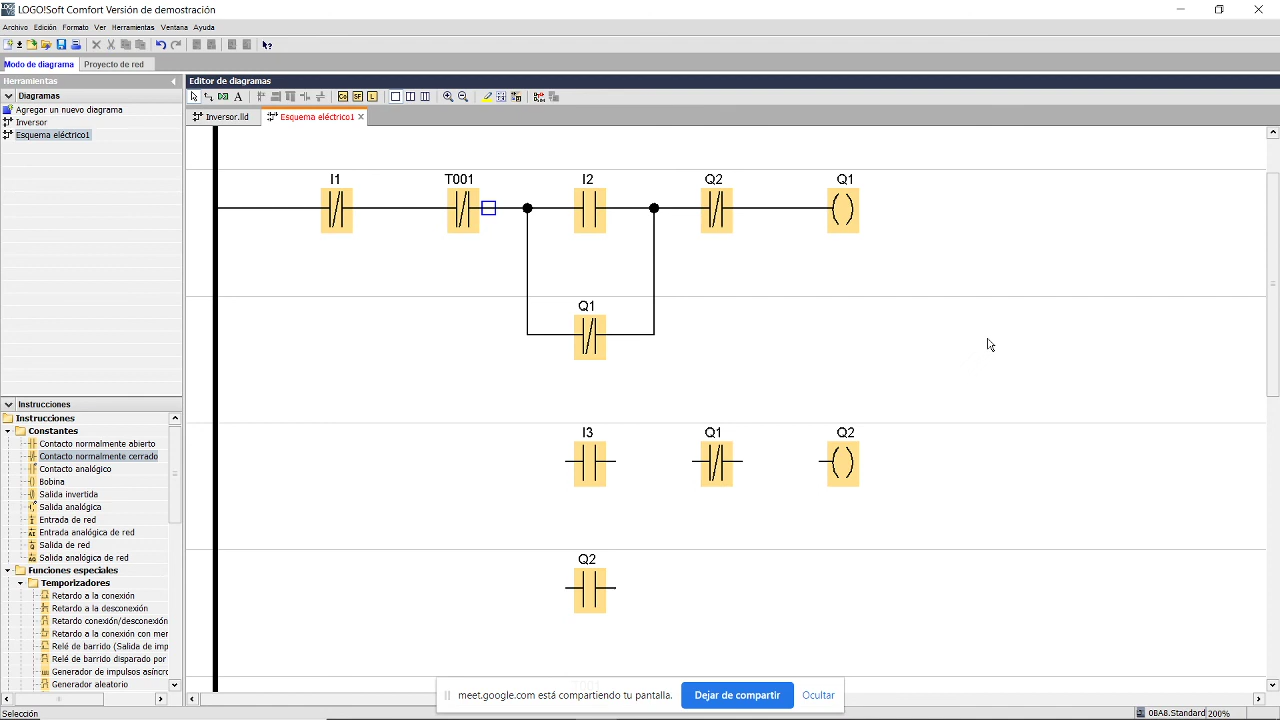 LOGO!Soft Comfort Versión de demostración
Archivo Edición Formato Ver Herramientas Ventana Ayuda
Modo de diagrama Proyecto de red
Herramientas
Editor de diagramas
Diagramas
Agregar un nuevo diagrama
Inversor
Esquema eléctrico1
Inversor.lld Esquema eléctrico1
I1 T001 I2 Q2 Q1
Q1
I3 Q1 Q2
Q2
Instrucciones
Instrucciones
Constantes
Contacto normalmente abierto
Contacto normalmente cerrado
Contacto analógico
Bobina
Salida invertida
Salida analógica
Entrada de red
Entrada analógica de red
Salida de red
Salida analógica de red
Funciones especiales
Temporizadores
Retardo a la conexión
Retardo a la desconexión
Retardo conexión/desconexión
Retardo a la conexión con mer
Relé de barrido (Salida de imp
Relé de barrido disparado por
Generador de impulsos asíncr
Generador aleatorio
meet.google.com está compartiendo tu pantalla. Dejar de compartir Ocultar
Selección
0BA8.Standard 200%